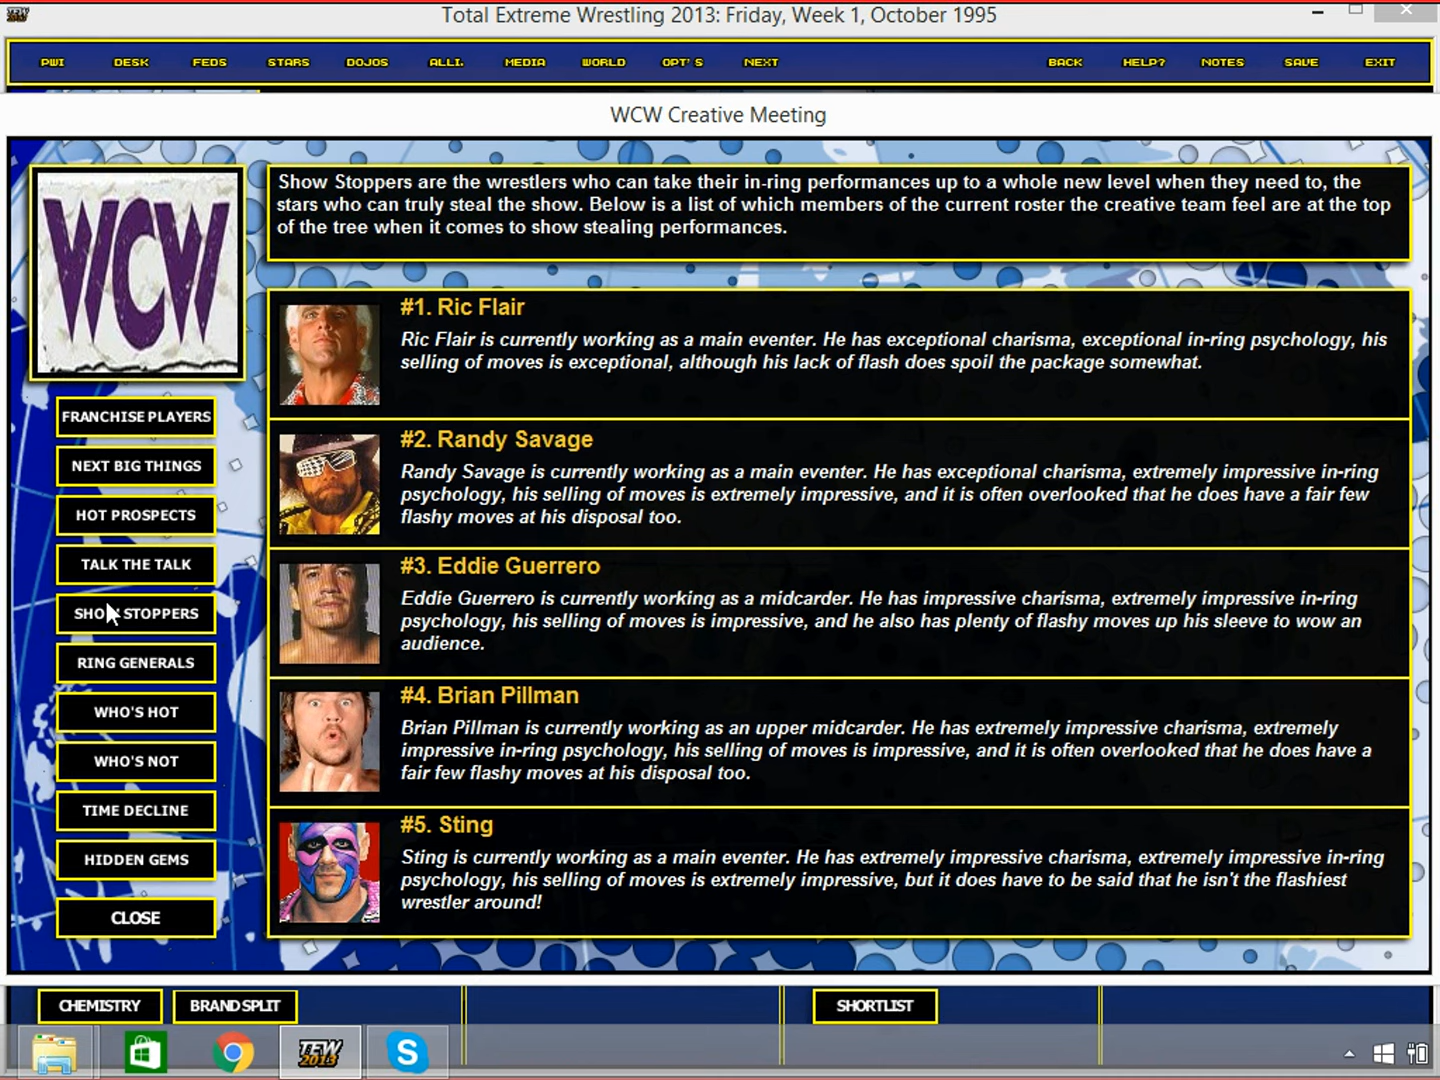 Total Extreme Wrestling 2013: Friday, Week 1, October 1995
PWI DESK FEDS STARS DOJOS ALLI. MEDIA WORLD OPT'S NEXT BACK HELP? NOTES SAVE EXIT
WCW Creative Meeting
WCW
Show Stoppers are the wrestlers who can take their in-ring performances up to a whole new level when they need to, the
stars who can truly steal the show. Below is a list of which members of the current roster the creative team feel are at the top
of the tree when it comes to show stealing performances.
FRANCHISE PLAYERS
NEXT BIG THINGS
HOT PROSPECTS
TALK THE TALK
SHOW STOPPERS
RING GENERALS
WHO'S HOT
WHO'S NOT
TIME DECLINE
HIDDEN GEMS
CLOSE
#1. Ric Flair
Ric Flair is currently working as a main eventer. He has exceptional charisma, exceptional in-ring psychology, his
selling of moves is exceptional, although his lack of flash does spoil the package somewhat.
#2. Randy Savage
Randy Savage is currently working as a main eventer. He has exceptional charisma, extremely impressive in-ring
psychology, his selling of moves is extremely impressive, and it is often overlooked that he does have a fair few
flashy moves at his disposal too.
#3. Eddie Guerrero
Eddie Guerrero is currently working as a midcarder. He has impressive charisma, extremely impressive in-ring
psychology, his selling of moves is impressive, and he also has plenty of flashy moves up his sleeve to wow an
audience.
#4. Brian Pillman
Brian Pillman is currently working as an upper midcarder. He has extremely impressive charisma, extremely
impressive in-ring psychology, his selling of moves is impressive, and it is often overlooked that he does have a
fair few flashy moves at his disposal too.
#5. Sting
Sting is currently working as a main eventer. He has extremely impressive charisma, extremely impressive in-ring
psychology, his selling of moves is extremely impressive, but it does have to be said that he isn't the flashiest
wrestler around!
CHEMISTRY BRAND SPLIT SHORTLIST
TEW
2013
S